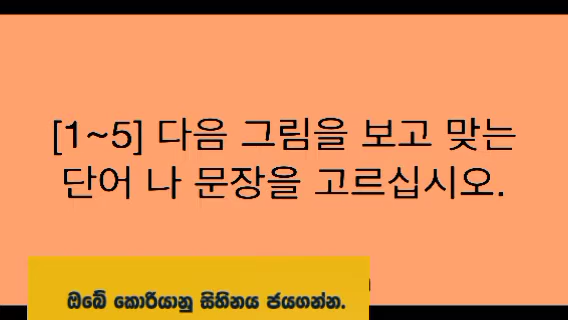 [1~5] 다음 그림을 보고 맞는
단어 나 문장을 고르십시오.
ඔබේ කොරියානු සිහිනය ජයගන්න.